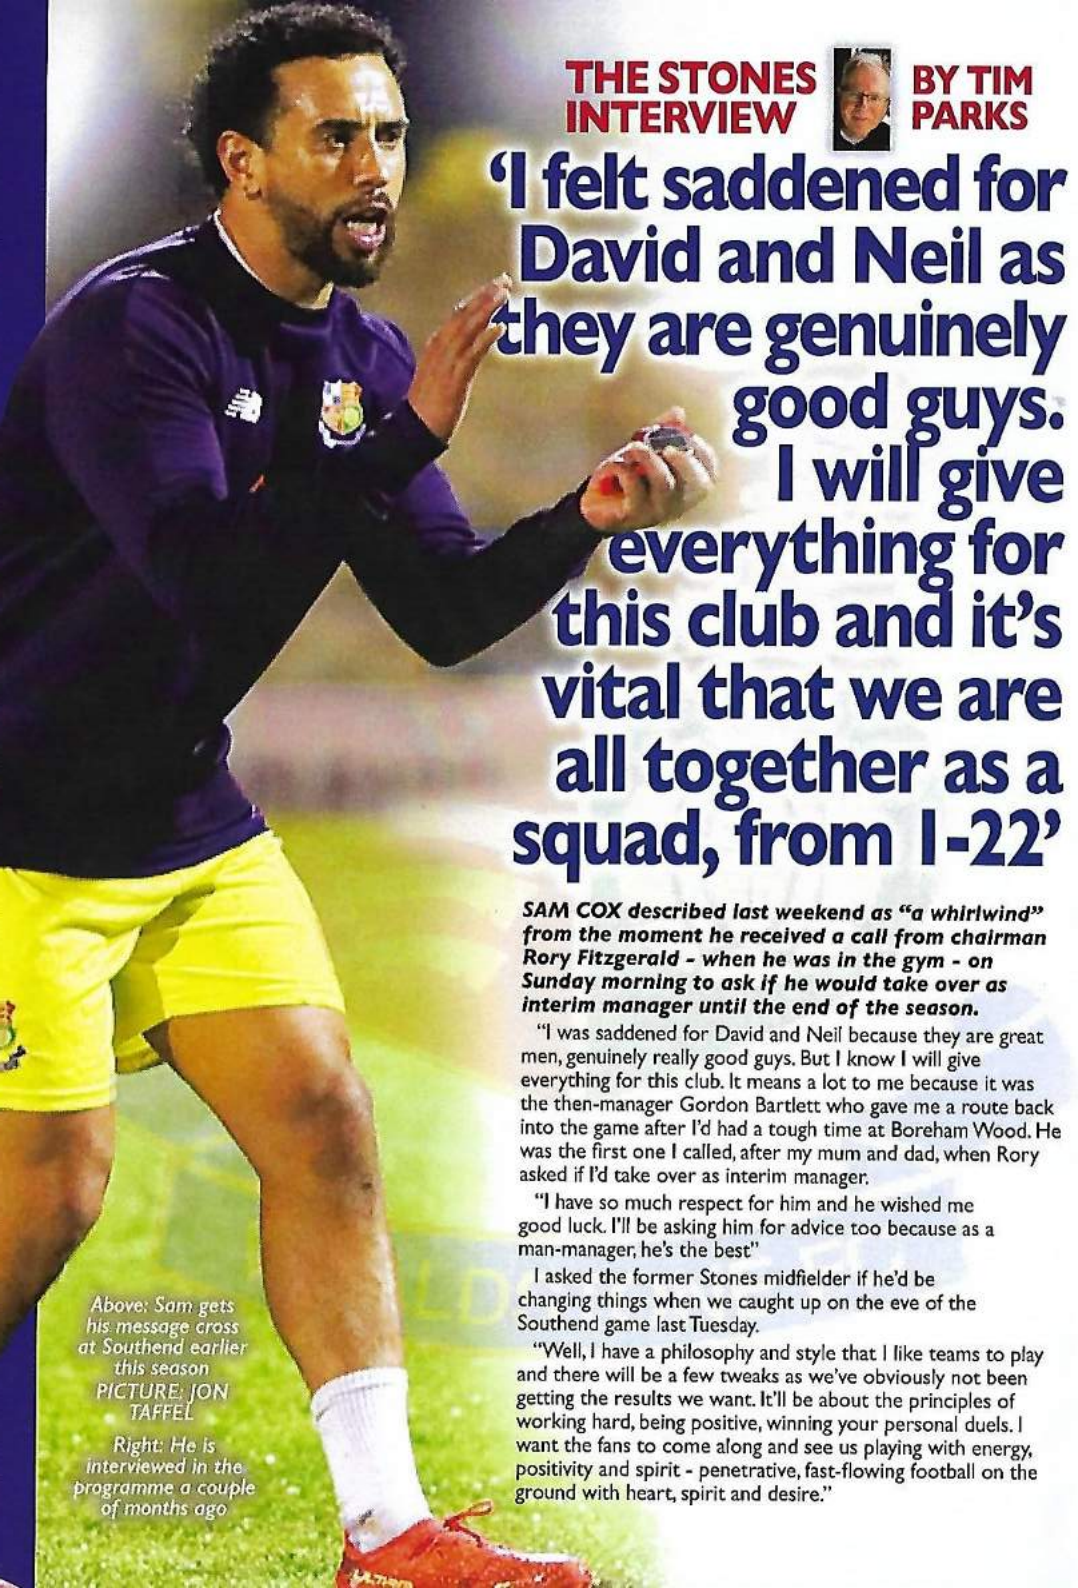 THE STONES
INTERVIEW
BY TIM
PARKS
‘I felt saddened for
David and Neil as
they are genuinely
good guys.
I will give
everything for
this club and it’s
vital that we are
all together as a
squad, from 1-22’
SAM COX described last weekend as “a whirlwind”
from the moment he received a call from chairman
Rory Fitzgerald - when he was in the gym - on
Sunday morning to ask if he would take over as
interim manager until the end of the season.
“I was saddened for David and Neil because they are great
men, genuinely really good guys. But I know I will give
everything for this club. It means a lot to me because it was
the then-manager Gordon Bartlett who gave me a route back
into the game after I’d had a tough time at Boreham Wood. He
was the first one I called, after my mum and dad, when Rory
asked if I’d take over as interim manager.
“I have so much respect for him and he wished me
good luck. I’ll be asking him for advice too because as a
man-manager, he’s the best”
I asked the former Stones midfielder if he’d be
changing things when we caught up on the eve of the
Southend game last Tuesday.
“Well, I have a philosophy and style that I like teams to play
and there will be a few tweaks as we’ve obviously not been
getting the results we want. It’ll be about the principles of
working hard, being positive, winning your personal duels. I
want the fans to come along and see us playing with energy,
positivity and spirit - penetrative, fast-flowing football on the
ground with heart, spirit and desire.”
Above: Sam gets
his message cross
at Southend earlier
this season
PICTURE: JON
TAFFEL
Right: He is
interviewed in the
programme a couple
of months ago